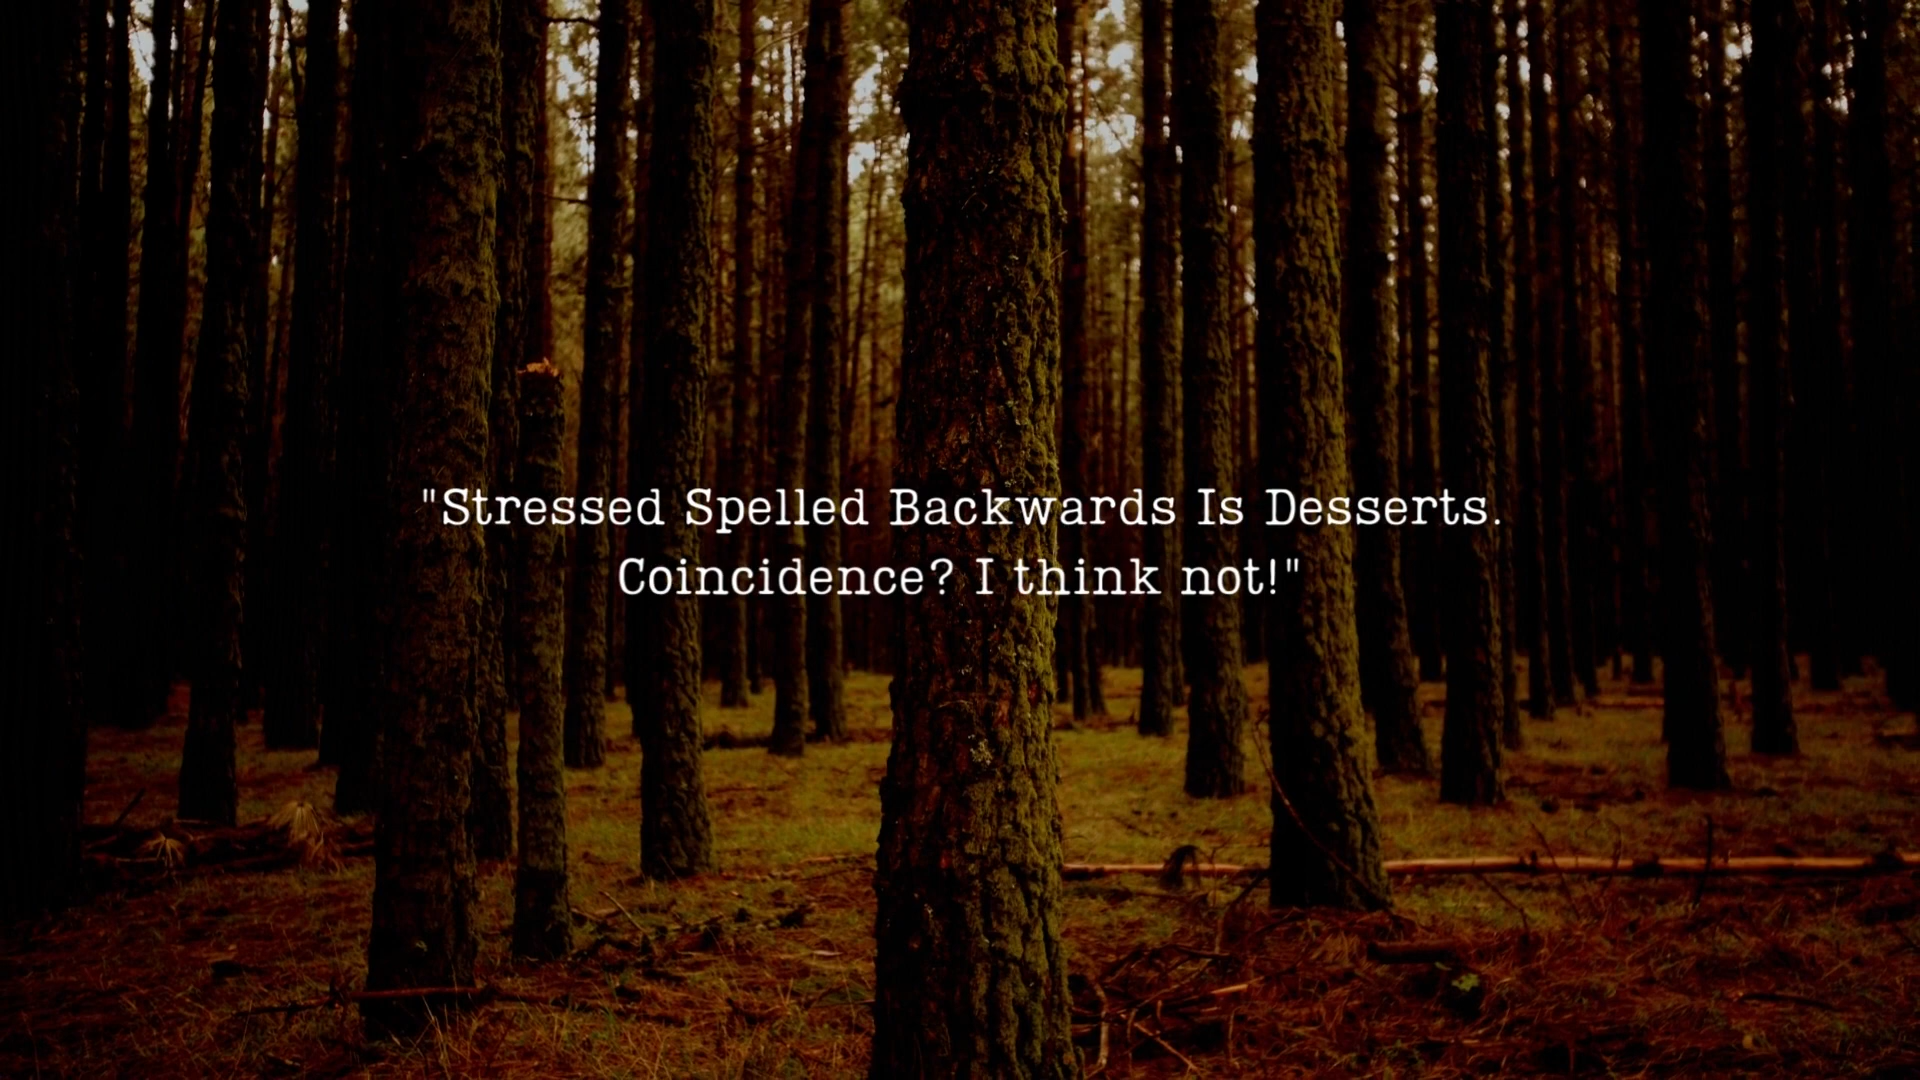 "Stressed Spelled Backwards Is Desserts.
Coincidence? I think not!"